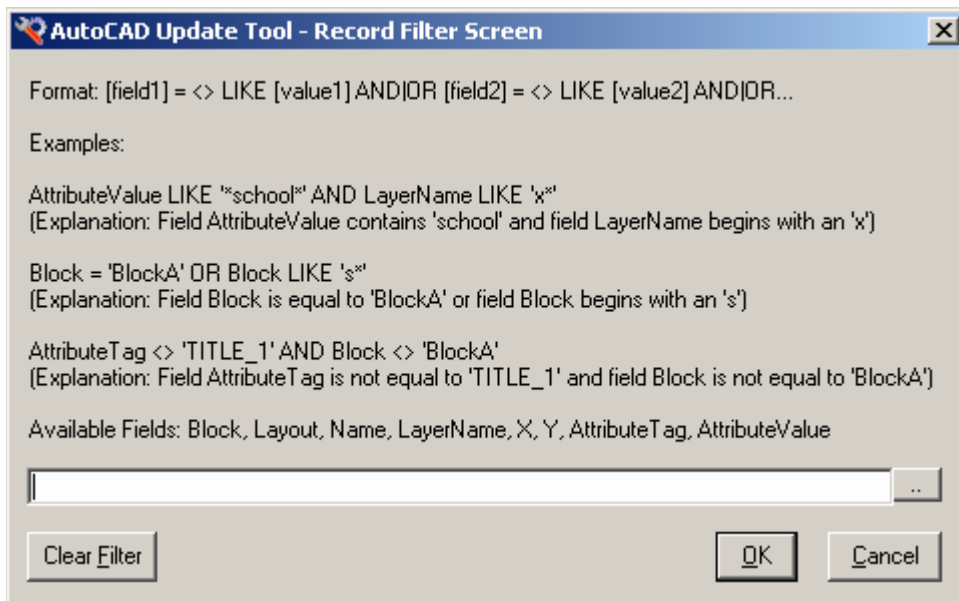 AutoCAD Update Tool - Record Filter Screen
Format: [field1] = <> LIKE [value1] AND|OR [field2] = <> LIKE [value2] AND|OR...
Examples:
AttributeValue LIKE '*school*' AND LayerName LIKE 'x*'
(Explanation: Field AttributeValue contains 'school' and field LayerName begins with an 'x')
Block = 'BlockA' OR Block LIKE 's*'
(Explanation: Field Block is equal to 'BlockA' or field Block begins with an 's')
AttributeTag <> 'TITLE_1' AND Block <> 'BlockA'
(Explanation: Field AttributeTag is not equal to 'TITLE_1' and field Block is not equal to 'BlockA')
Available Fields: Block, Layout, Name, LayerName, X, Y, AttributeTag, AttributeValue
..
Clear Filter OK Cancel